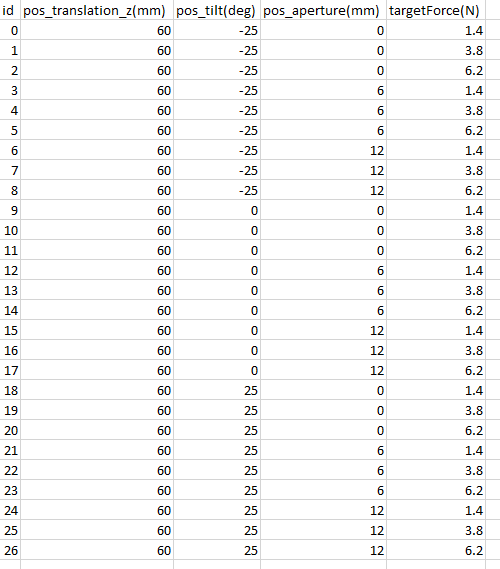 id pos_translation_z(mm) pos_tilt(deg) pos_aperture(mm) targetForce(N)
0 60 -25 0 1.4
1 60 -25 0 3.8
2 60 -25 0 6.2
3 60 -25 6 1.4
4 60 -25 6 3.8
5 60 -25 6 6.2
6 60 -25 12 1.4
7 60 -25 12 3.8
8 60 -25 12 6.2
9 60 0 0 1.4
10 60 0 0 3.8
11 60 0 0 6.2
12 60 0 6 1.4
13 60 0 6 3.8
14 60 0 6 6.2
15 60 0 12 1.4
16 60 0 12 3.8
17 60 0 12 6.2
18 60 25 0 1.4
19 60 25 0 3.8
20 60 25 0 6.2
21 60 25 6 1.4
22 60 25 6 3.8
23 60 25 6 6.2
24 60 25 12 1.4
25 60 25 12 3.8
26 60 25 12 6.2